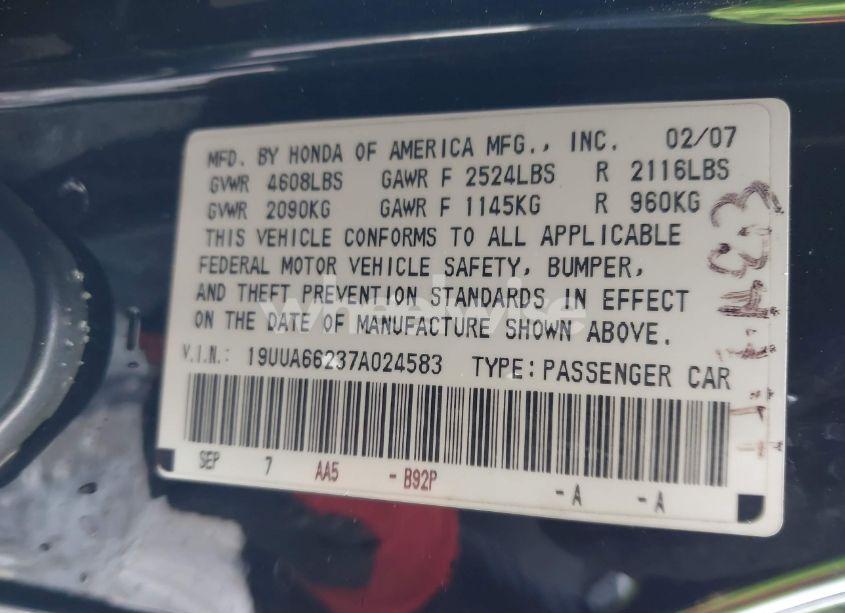 MFD. BY HONDA OF AMERICA MFG., INC. 02/07
GVWR 4608LBS GAWR F 2524LBS R 2116LBS
GVWR 2090KG GAWR F 1145KG R 960KG
THIS VEHICLE CONFORMS TO ALL APPLICABLE
FEDERAL MOTOR VEHICLE SAFETY, BUMPER,
AND THEFT PREVENTION STANDARDS IN EFFECT
ON THE DATE OF MANUFACTURE SHOWN ABOVE.
V.I.N.: 19UUA66237A024583 TYPE: PASSENGER CAR
SEP 7 AA5 - B92P -A -A
wheelwise